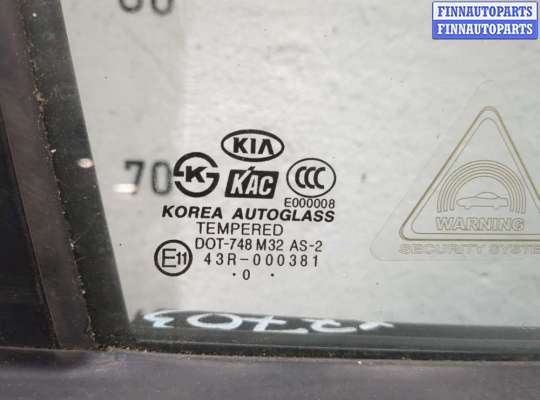 FINNAUTOPARTS
FINNAUTOPARTS
70
KIA
K
KAC
CCC
E000008
KOREA AUTOGLASS
TEMPERED
DOT-748 M32 AS-2
E11
43R-000381
· 0 ·
WARNING
SECURITY SYSTEM